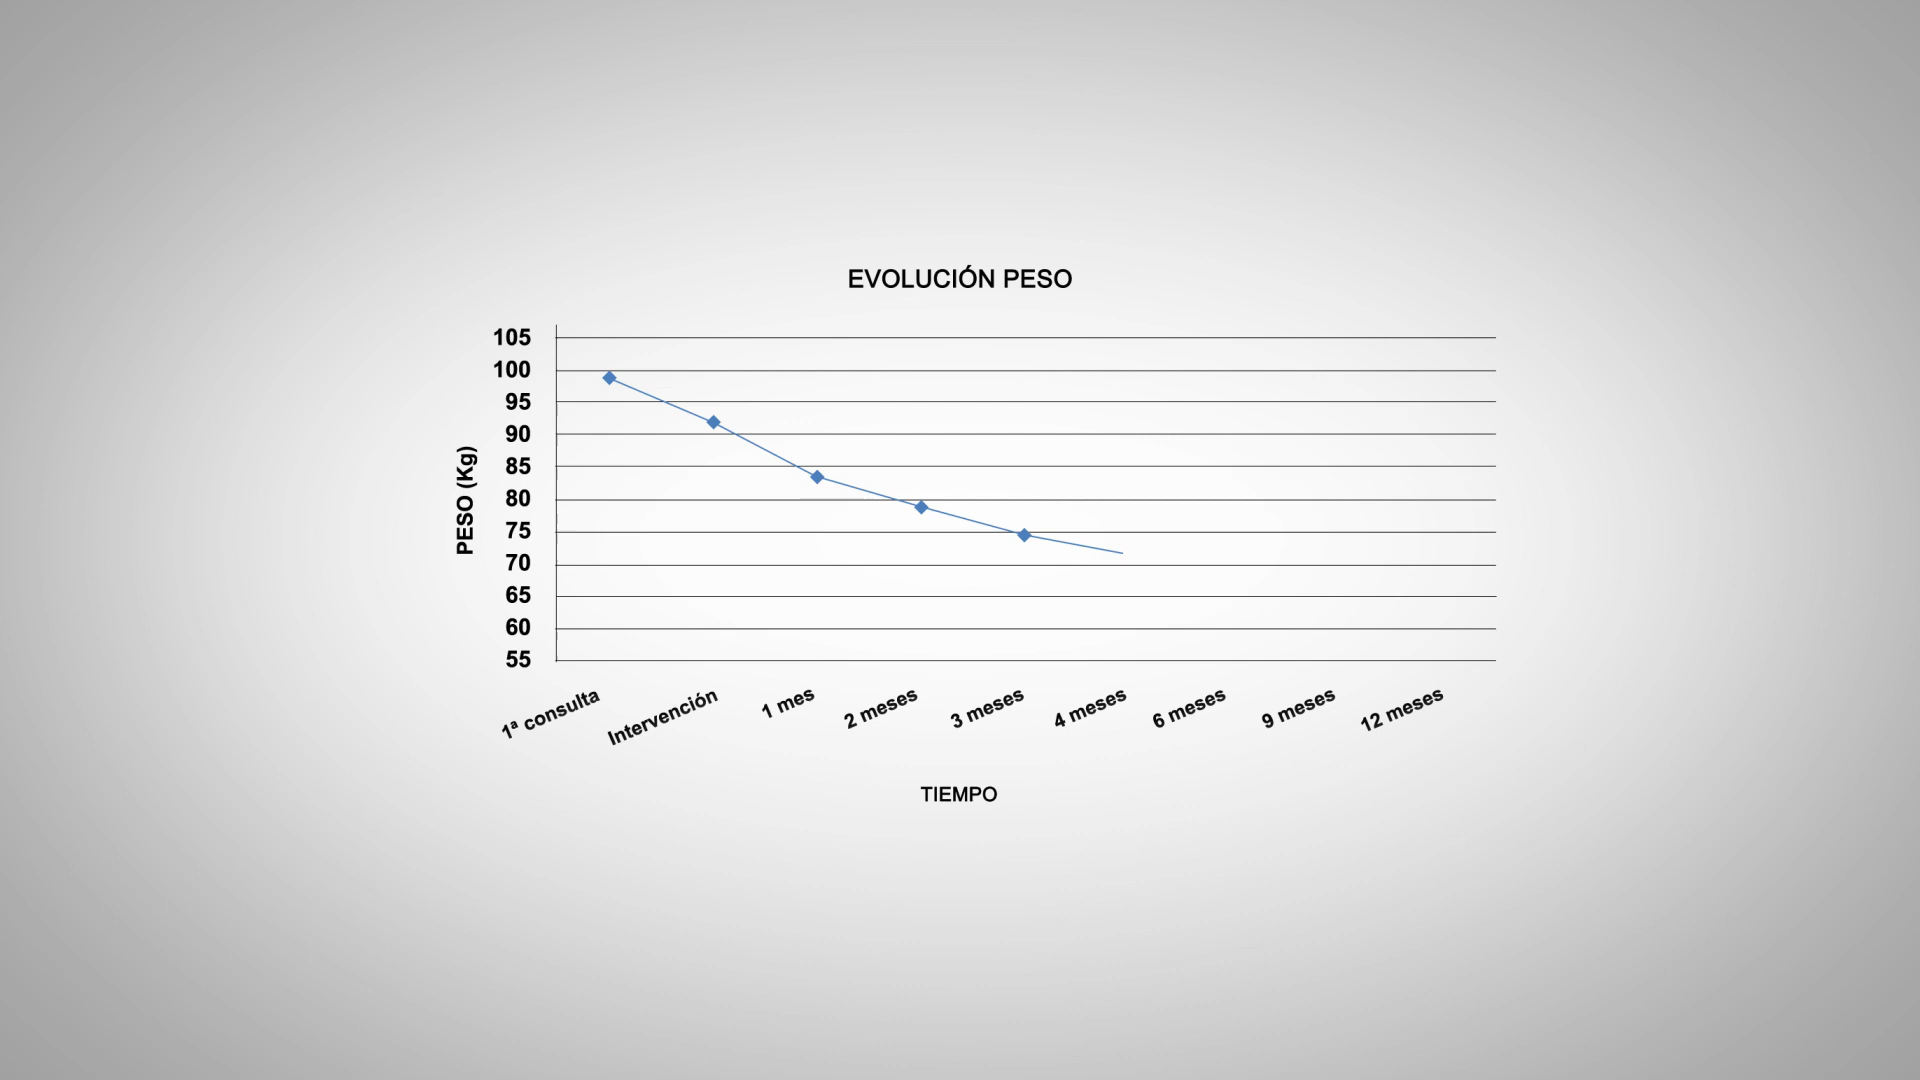 EVOLUCIÓN PESO
105
100
95
90
85
80
75
70
65
60
55
PESO (Kg)
1ª consulta
Intervención
1 mes
2 meses
3 meses
4 meses
6 meses
9 meses
12 meses
TIEMPO